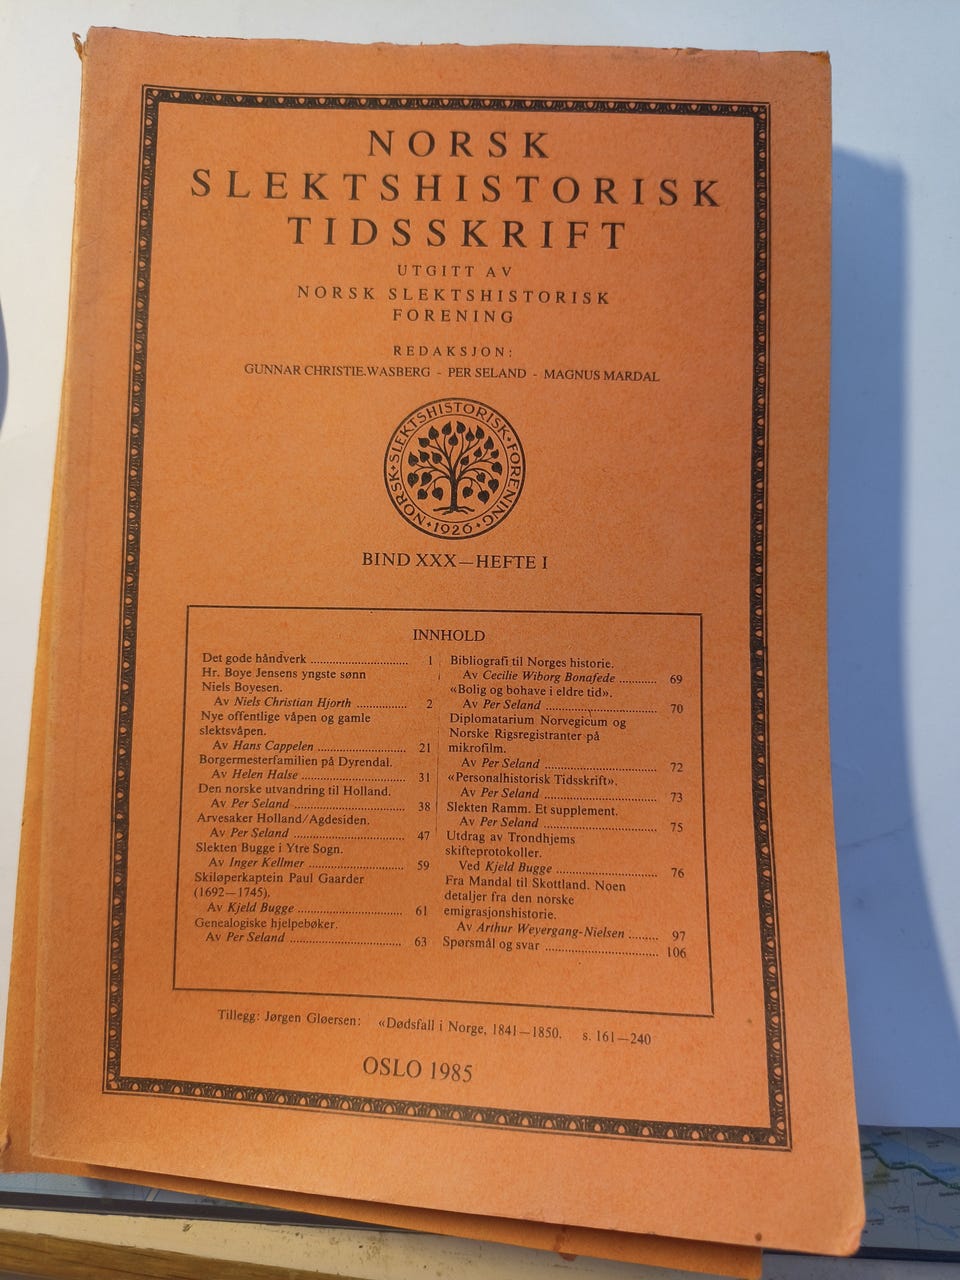 NORSK
SLEKTSHISTORISK
TIDSSKRIFT
UTGITT AV
NORSK SLEKTSHISTORISK
FORENING
REDAKSJON:
GUNNAR CHRISTIE.WASBERG - PER SELAND - MAGNUS MARDAL
NORSK • SLEKTSHISTORISK • FORENING • 1926 •
BIND XXX—HEFTE I
INNHOLD
Det gode håndverk .......................... 1
Hr. Boye Jensens yngste sønn
Niels Boyesen.
Av Niels Christian Hjorth .............. 2
Nye offentlige våpen og gamle
slektsvåpen.
Av Hans Cappelen ........................ 21
Borgermesterfamilien på Dyrendal.
Av Helen Halse ............................ 31
Den norske utvandring til Holland.
Av Per Seland .............................. 38
Arvesaker Holland/Agdesiden.
Av Per Seland .............................. 47
Slekten Bugge i Ytre Sogn.
Av Inger Kellmer .......................... 59
Skiløperkaptein Paul Gaarder
(1692—1745).
Av Kjeld Bugge ............................ 61
Genealogiske hjelpebøker.
Av Per Seland .............................. 63
Bibliografi til Norges historie.
Av Cecilie Wiborg Bonafede .......... 69
«Bolig og bohave i eldre tid».
Av Per Seland .............................. 70
Diplomatarium Norvegicum og
Norske Rigsregistranter på
mikrofilm.
Av Per Seland .............................. 72
«Personalhistorisk Tidsskrift».
Av Per Seland .............................. 73
Slekten Ramm. Et supplement.
Av Per Seland .............................. 75
Utdrag av Trondhjems
skifteprotokoller.
Ved Kjeld Bugge .......................... 76
Fra Mandal til Skottland. Noen
detaljer fra den norske
emigrasjonshistorie.
Av Arthur Weyergang-Nielsen ........ 97
Spørsmål og svar .............................. 106
Tillegg: Jørgen Gløersen: «Dødsfall i Norge, 1841—1850. s. 161—240
OSLO 1985